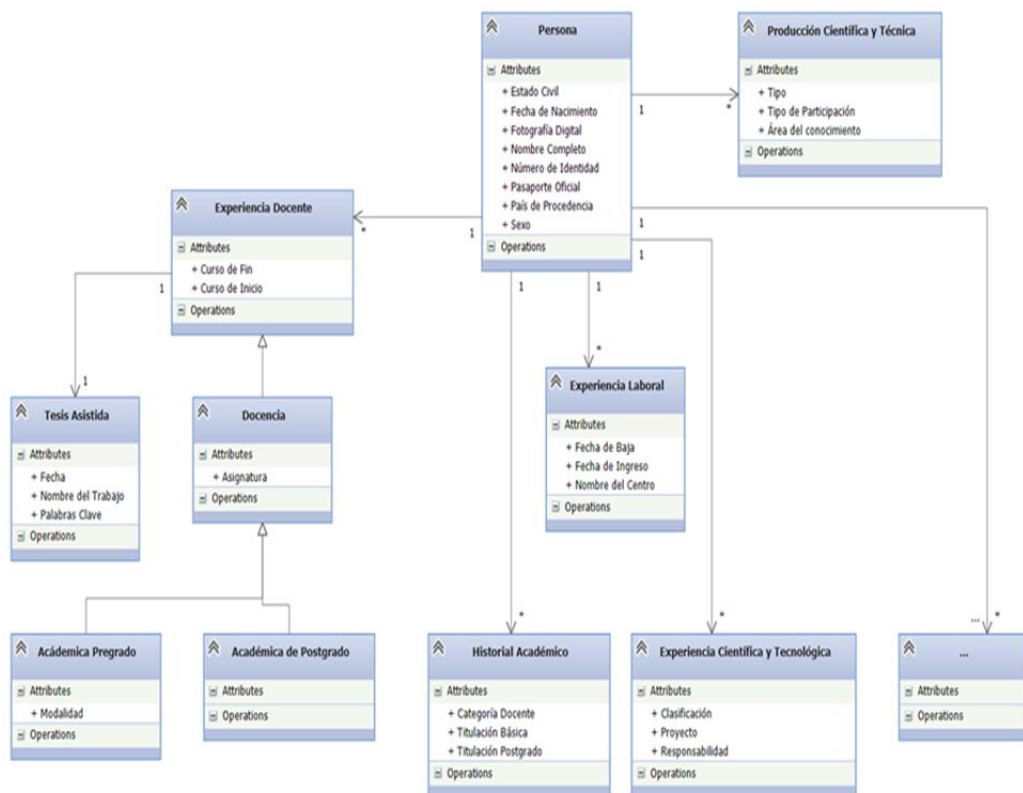 Persona
Attributes
+ Estado Civil
+ Fecha de Nacimiento
+ Fotografía Digital
+ Nombre Completo
+ Número de Identidad
+ Pasaporte Oficial
+ País de Procedencia
+ Sexo
Operations
Producción Científica y Técnica
Attributes
+ Tipo
+ Tipo de Participación
+ Área del conocimiento
Operations
1
*
1
*
1
1
1
1
Experiencia Docente
Attributes
+ Curso de Fin
+ Curso de Inicio
Operations
1
1
*
Tesis Asistida
Attributes
+ Fecha
+ Nombre del Trabajo
+ Palabras Clave
Operations
Docencia
Attributes
+ Asignatura
Operations
Experiencia Laboral
Attributes
+ Fecha de Baja
+ Fecha de Ingreso
+ Nombre del Centro
Operations
*
*
... *
Acádemica Pregrado
Attributes
+ Modalidad
Operations
Académica de Postgrado
Attributes
Operations
Historial Académico
Attributes
+ Categoría Docente
+ Titulación Básica
+ Titulación Postgrado
Operations
Experiencia Científica y Tecnológica
Attributes
+ Clasificación
+ Proyecto
+ Responsabilidad
Operations
...
Attributes
Operations